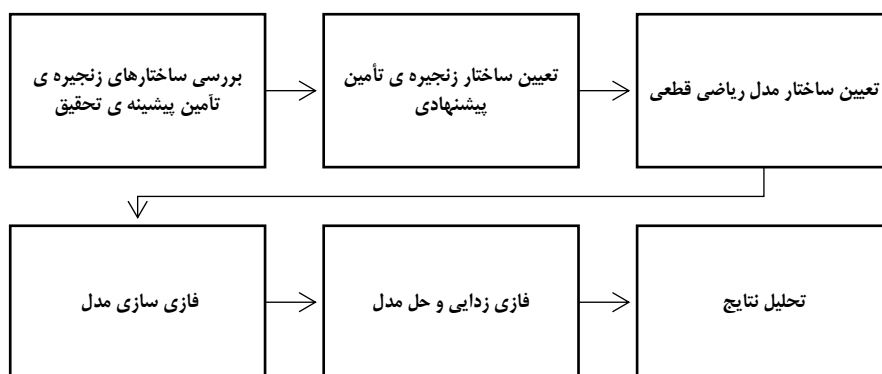 بررسی ساختارهای زنجیره ی
تأمین پیشینه ی تحقیق
تعیین ساختار زنجیره ی تأمین
پیشنهادی
تعیین ساختار مدل ریاضی قطعی
فازی سازی مدل
فازی زدایی و حل مدل
تحلیل نتایج